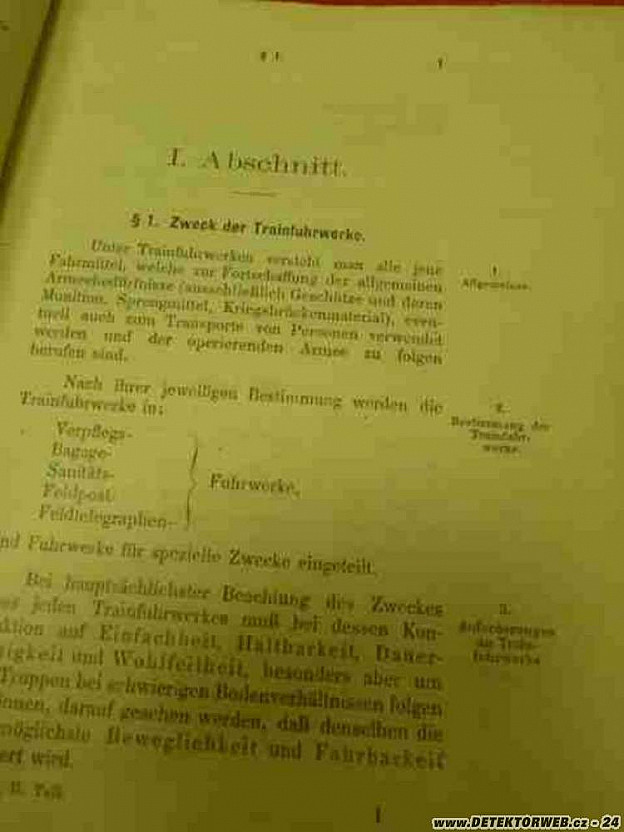 § 1.
1
I. Abschnitt.
§ 1. Zweck der Trainfuhrwerke.
Unter Trainfuhrwerken versteht man alle jene
Fahrmittel, welche zur Fortschaffung der allgemeinen
Armeebedürfnisse (ausschließlich Geschütze und deren
Munition, Sprengmittel, Kriegsbrückenmaterial), even-
tuell auch zum Transporte von Personen verwendet
werden und der operierenden Armee zu folgen
berufen sind.
1.
Allgemeines.
Nach ihrer jeweiligen Bestimmung werden die
Trainfuhrwerke in:
2.
Bestimmung der
Trainfuhr-
werke.
Verpflegs-
Bagage-
Sanitäts-
Feldpost-
Feldtelegraphen-
Fuhrwerke,
nd Fuhrwerke für spezielle Zwecke eingeteilt.
Bei hauptsächlichster Beachtung des Zweckes
es jeden Trainfuhrwerkes muß bei dessen Kon-
ktion auf Einfachheit, Haltbarkeit, Dauer-
igkeit und Wohlfeilheit, besonders aber um
Truppen bei schwierigen Bodenverhältnissen folgen
önnen, darauf gesehen werden, daß denselben die
möglichste Beweglichkeit und Fahrbarkeit
ert wird.
3.
Anforderungen
an Train-
fuhrwerke
II. Teil
1
www.DETEKTORWEB.cz - 24